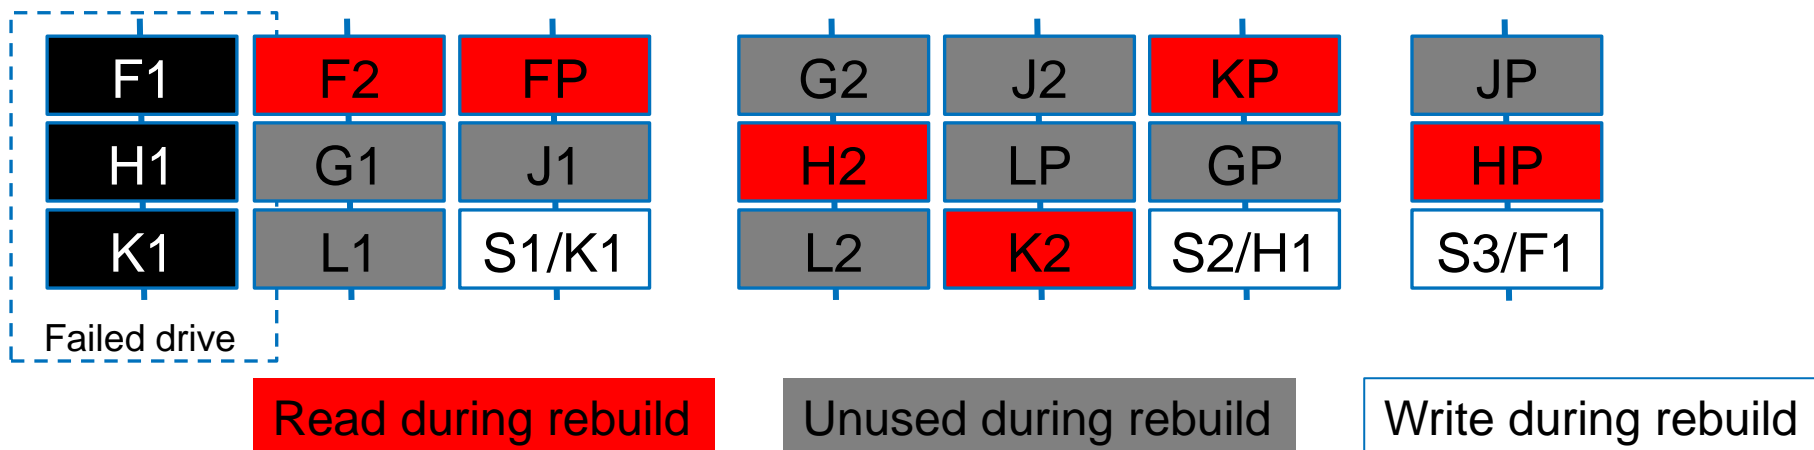 F1 F2 FP G2 J2 KP JP
H1 G1 J1 H2 LP GP HP
K1 L1 S1/K1 L2 K2 S2/H1 S3/F1
Failed drive
Read during rebuild Unused during rebuild Write during rebuild